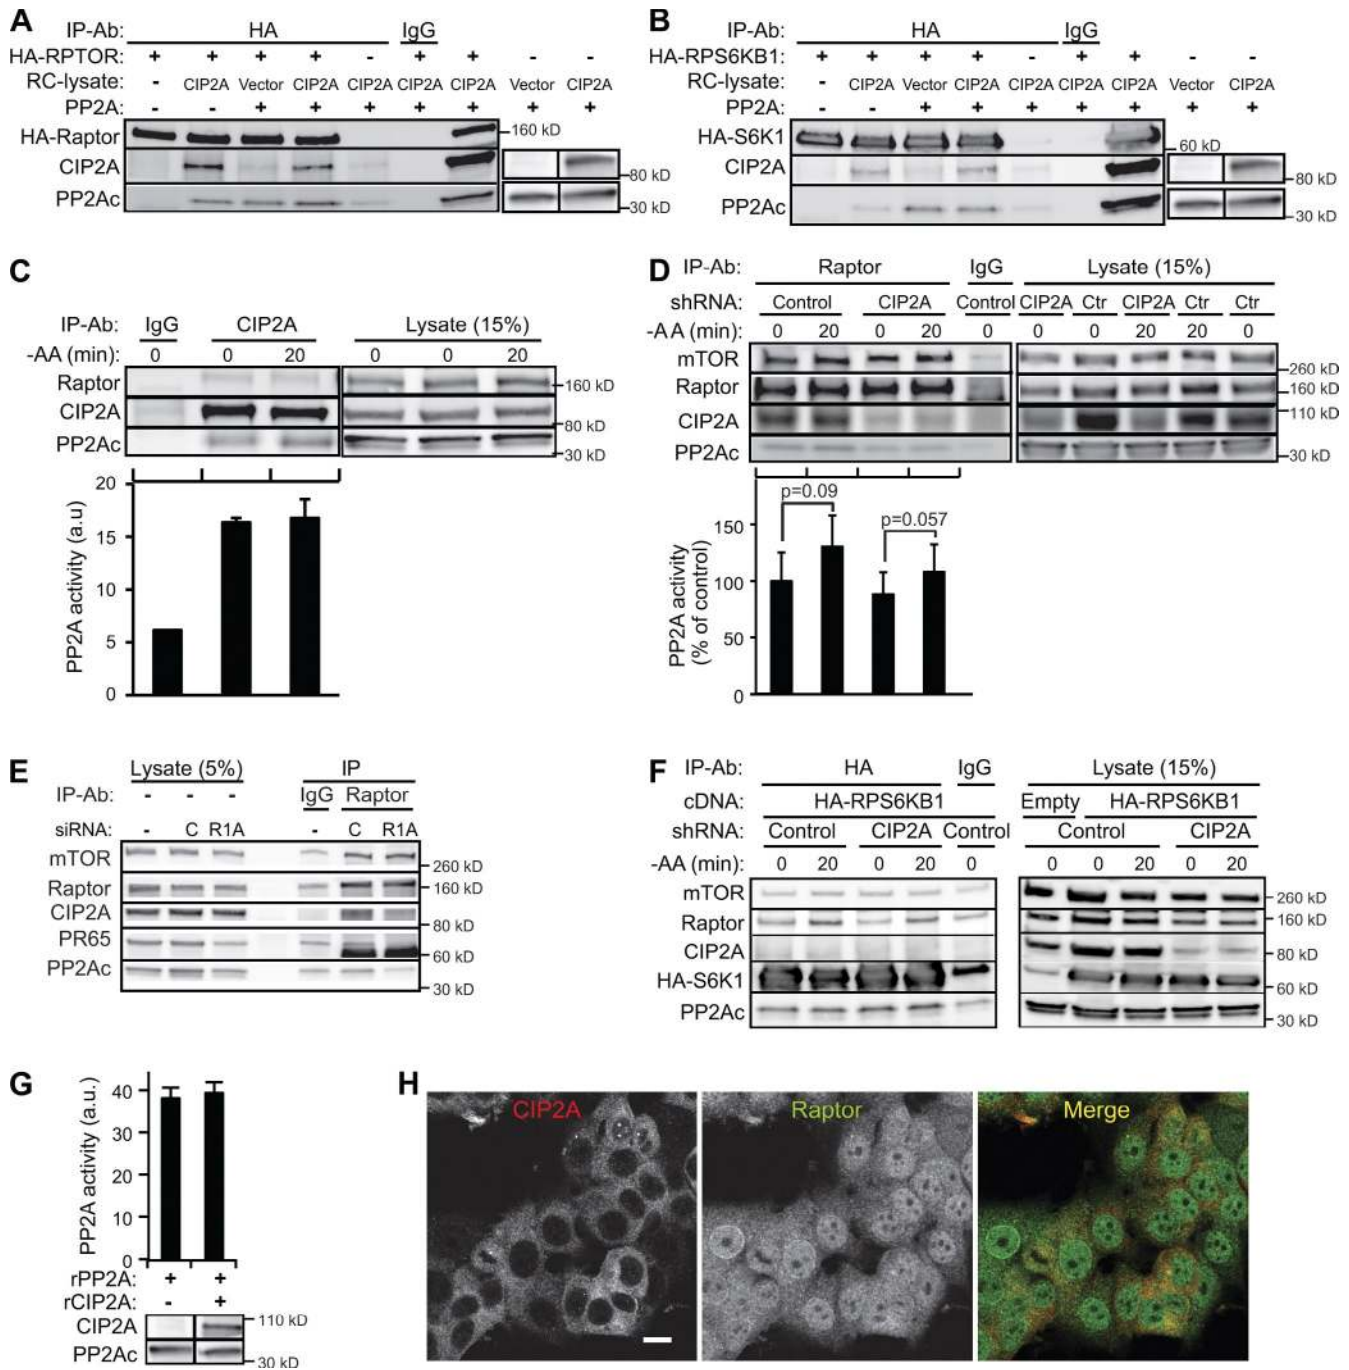 A
IP-Ab: HA IgG
HA-RPTOR: + + + + - + + - -
RC-lysate: - CIP2A Vector CIP2A CIP2A CIP2A CIP2A Vector CIP2A
PP2A: - - + + + + + + +
HA-Raptor 160 kD
CIP2A 80 kD
PP2Ac 30 kD
B
IP-Ab: HA IgG
HA-RPS6KB1: + + + + - + + - -
RC-lysate: - CIP2A Vector CIP2A CIP2A CIP2A CIP2A Vector CIP2A
PP2A: - - + + + + + + +
HA-S6K1 60 kD
CIP2A 80 kD
PP2Ac 30 kD
C
IP-Ab: IgG CIP2A Lysate (15%)
-AA (min): 0 0 20 0 0 20
Raptor 160 kD
CIP2A 80 kD
PP2Ac 30 kD
PP2A activity (a.u)
20
15
10
5
0
D
IP-Ab: Raptor IgG Lysate (15%)
shRNA: Control CIP2A Control CIP2A Ctr CIP2A Ctr Ctr
-AA (min): 0 20 0 20 0 0 0 20 20 0
mTOR 260 kD
Raptor 160 kD
CIP2A 110 kD
PP2Ac 30 kD
PP2A activity (% of control)
150
100
50
0
p=0.09
p=0.057
E
Lysate (5%) IP
IP-Ab: - - - IgG Raptor
siRNA: - C R1A - C R1A
mTOR 260 kD
Raptor 160 kD
CIP2A 80 kD
PR65 60 kD
PP2Ac 30 kD
F
IP-Ab: HA IgG Lysate (15%)
cDNA: HA-RPS6KB1 Empty HA-RPS6KB1
shRNA: Control CIP2A Control Control CIP2A
-AA (min): 0 20 0 20 0 0 0 20 0 20
mTOR 260 kD
Raptor 160 kD
CIP2A 80 kD
HA-S6K1 60 kD
PP2Ac 30 kD
G
PP2A activity (a.u.)
40
30
20
10
0
rPP2A: + +
rCIP2A: - +
CIP2A 110 kD
PP2Ac 30 kD
H
CIP2A Raptor Merge